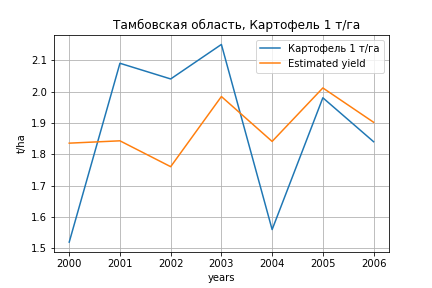 Тамбовская область, Картофель 1 т/га
Картофель 1 т/га
Estimated yield
t/ha
2.1
2.0
1.9
1.8
1.7
1.6
1.5
2000 2001 2002 2003 2004 2005 2006
years